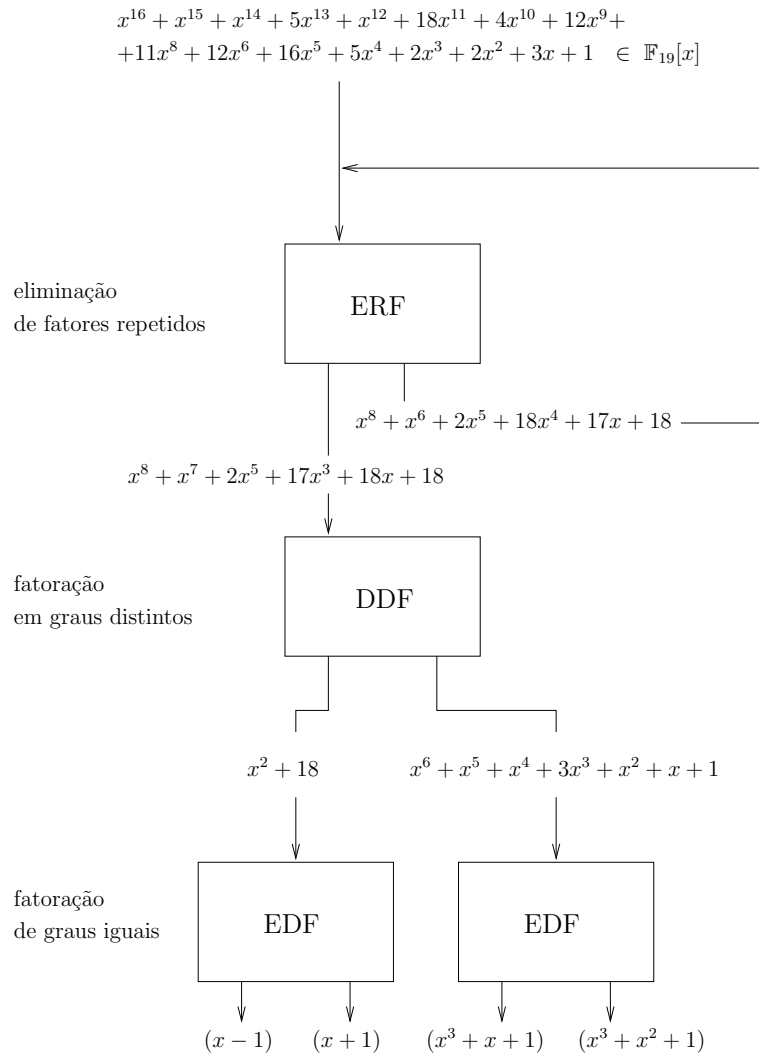 x^{16} + x^{15} + x^{14} + 5x^{13} + x^{12} + 18x^{11} + 4x^{10} + 12x^9+
+11x^8 + 12x^6 + 16x^5 + 5x^4 + 2x^3 + 2x^2 + 3x + 1 ∈ 𝔽_{19}[x]
eliminação
de fatores repetidos
ERF
x^8 + x^6 + 2x^5 + 18x^4 + 17x + 18
x^8 + x^7 + 2x^5 + 17x^3 + 18x + 18
fatoração
em graus distintos
DDF
x^2 + 18
x^6 + x^5 + x^4 + 3x^3 + x^2 + x + 1
fatoração
de graus iguais
EDF
EDF
(x − 1)
(x + 1)
(x^3 + x + 1)
(x^3 + x^2 + 1)